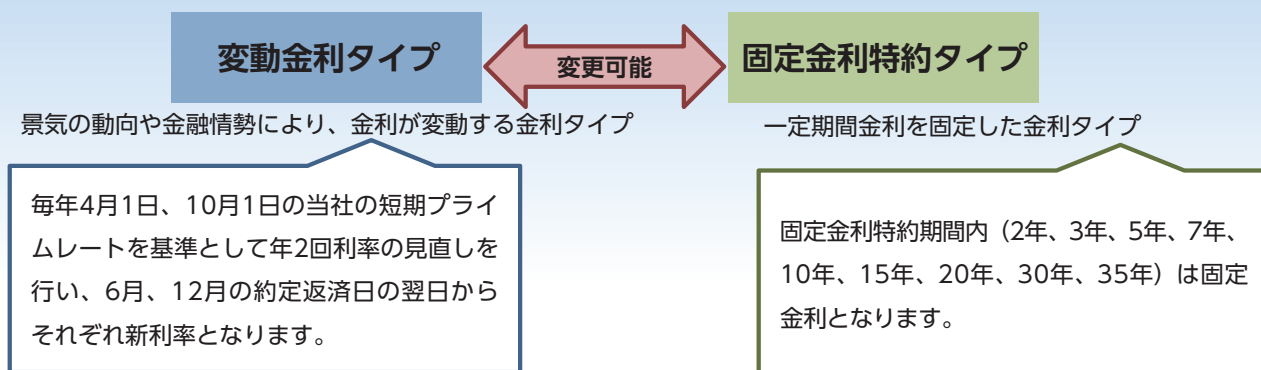 変動金利タイプ
変更可能
固定金利特約タイプ
景気の動向や金融情勢により、金利が変動する金利タイプ
一定期間金利を固定した金利タイプ
毎年4月1日、10月1日の当社の短期プライ
ムレートを基準として年2回利率の見直しを
行い、6月、12月の約定返済日の翌日から
それぞれ新利率となります。
固定金利特約期間内（2年、3年、5年、7年、
10年、15年、20年、30年、35年）は固定
金利となります。